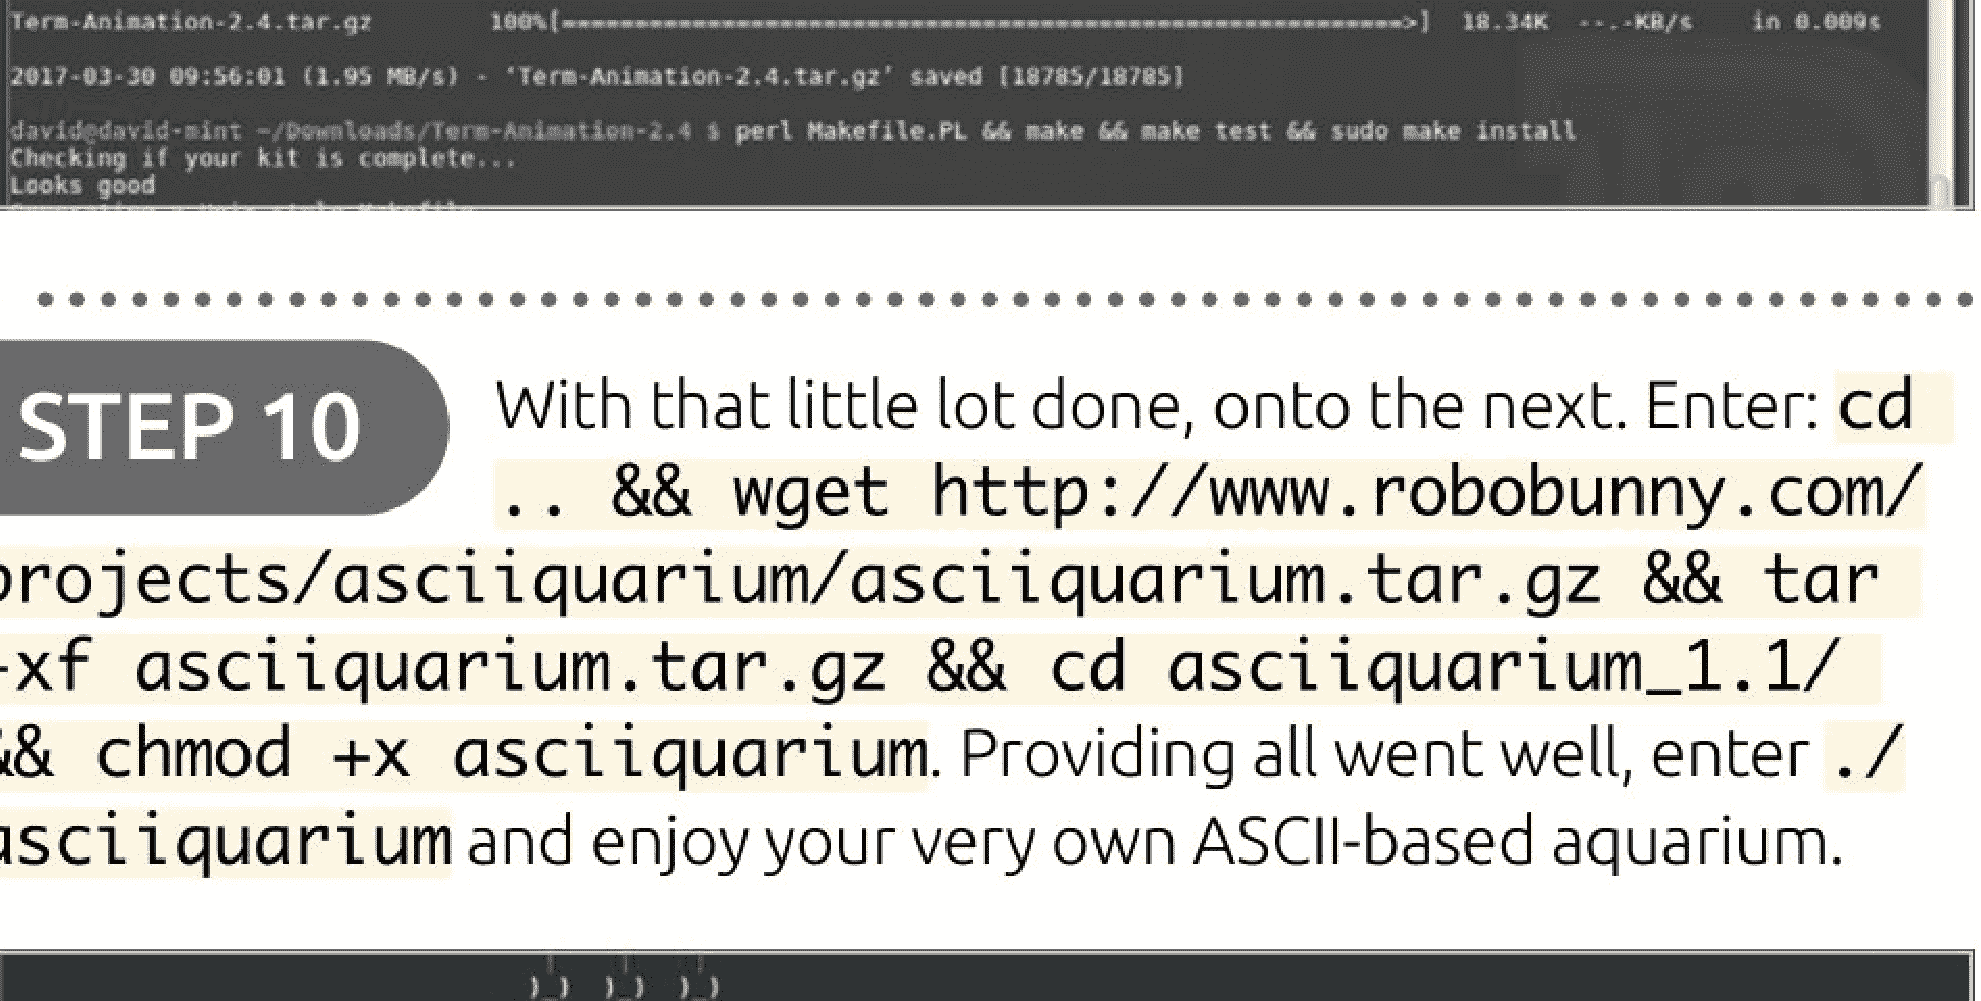 Term-Animation-2.4.tar.gz 100%[==========================================================>] 18.34K --.-KB/s in 0.009s
2017-03-30 09:56:01 (1.95 MB/s) - ‘Term-Animation-2.4.tar.gz’ saved [18785/18785]
david@david-mint ~/Downloads/Term-Animation-2.4 $ perl Makefile.PL && make && make test && sudo make install
Checking if your kit is complete...
Looks good
STEP 10
With that little lot done, onto the next. Enter: cd
.. && wget http://www.robobunny.com/
projects/asciiquarium/asciiquarium.tar.gz && tar
-xf asciiquarium.tar.gz && cd asciiquarium_1.1/
&& chmod +x asciiquarium. Providing all went well, enter ./
asciiquarium and enjoy your very own ASCII-based aquarium.